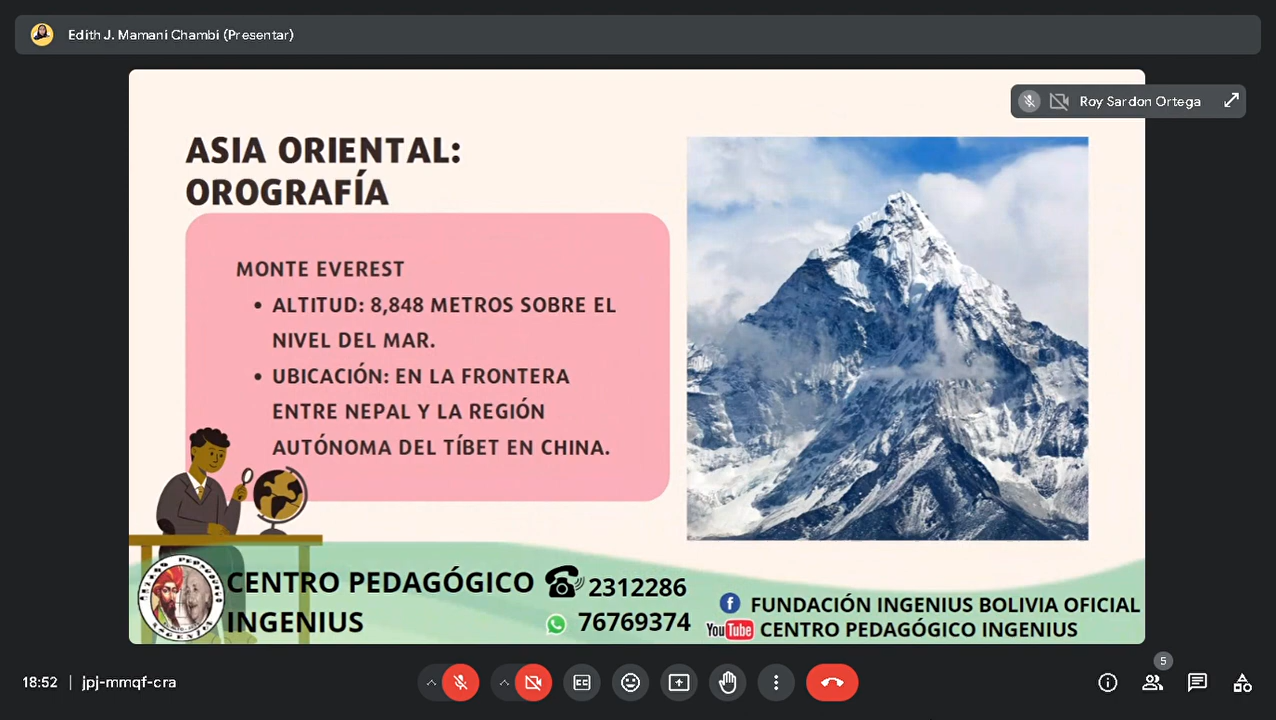 Edith J. Mamani Chambi (Presentar)
Roy Sardon Ortega
ASIA ORIENTAL:
OROGRAFÍA
MONTE EVEREST
• ALTITUD: 8,848 METROS SOBRE EL
NIVEL DEL MAR.
• UBICACIÓN: EN LA FRONTERA
ENTRE NEPAL Y LA REGIÓN
AUTÓNOMA DEL TÍBET EN CHINA.
CENTRO PEDAGÓGICO
INGENIUS
2312286
76769374
FUNDACIÓN INGENIUS BOLIVIA OFICIAL
YouTube CENTRO PEDAGÓGICO INGENIUS
18:52 | jpj-mmqf-cra
5